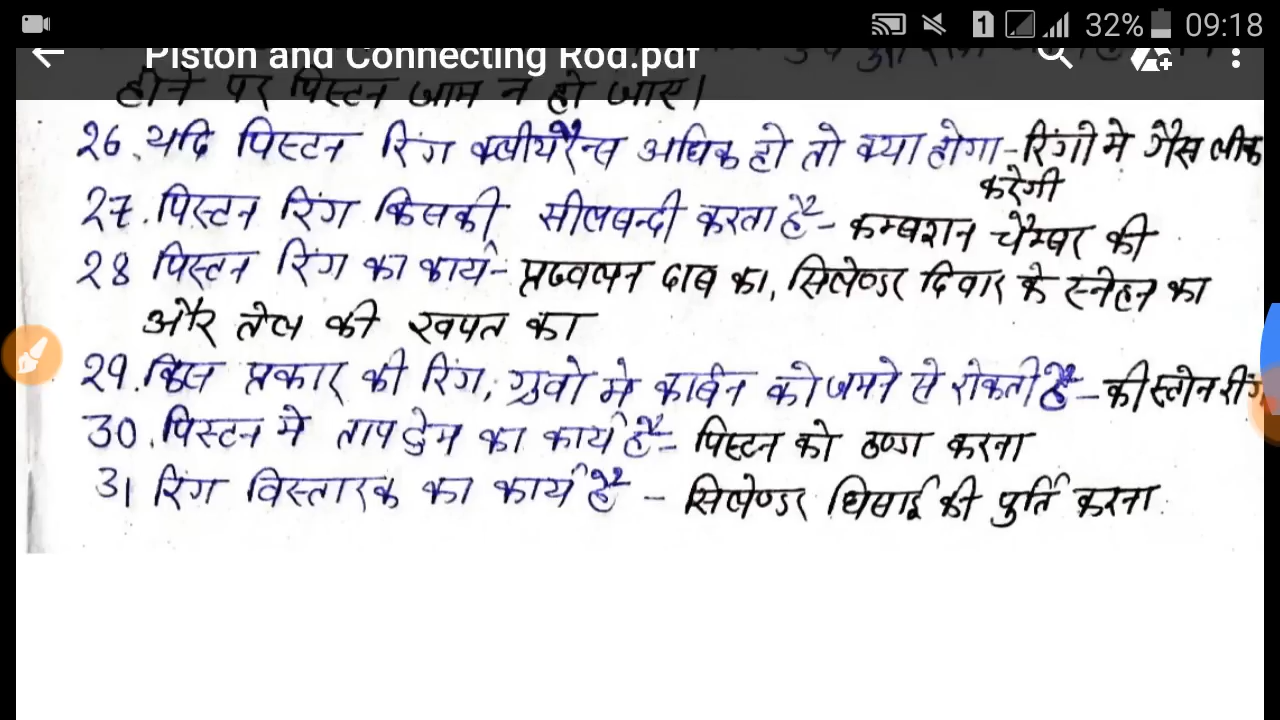 1 32% 09:18
Piston and Connecting Rod.pdf
होने पर पिस्टन जाम न हो जाए।
26. यदि पिस्टन रिंग क्लीयरैन्स अधिक हो तो क्या होगा - रिंगो मे गैस लीक
करेगी
27. पिस्टन रिंग किसकी सीलबन्दी करता है - कम्बशन चैम्बर की
28 पिस्टन रिंग का कार्य - प्रज्वलन दाब का, सिलेण्डर दिवार के स्नेहन का
और तेल की खपत का
29. किस प्रकार की रिंग, ग्रुवो मे कार्बन को जमने से रोकती है - की स्टोन रींग
30. पिस्टन मे ताप ड्रेम का कार्य है - पिस्टन को ठण्डा करना
31 रिंग विस्तारक का कार्य है - सिलेण्डर घिसाई की पुर्ति करना